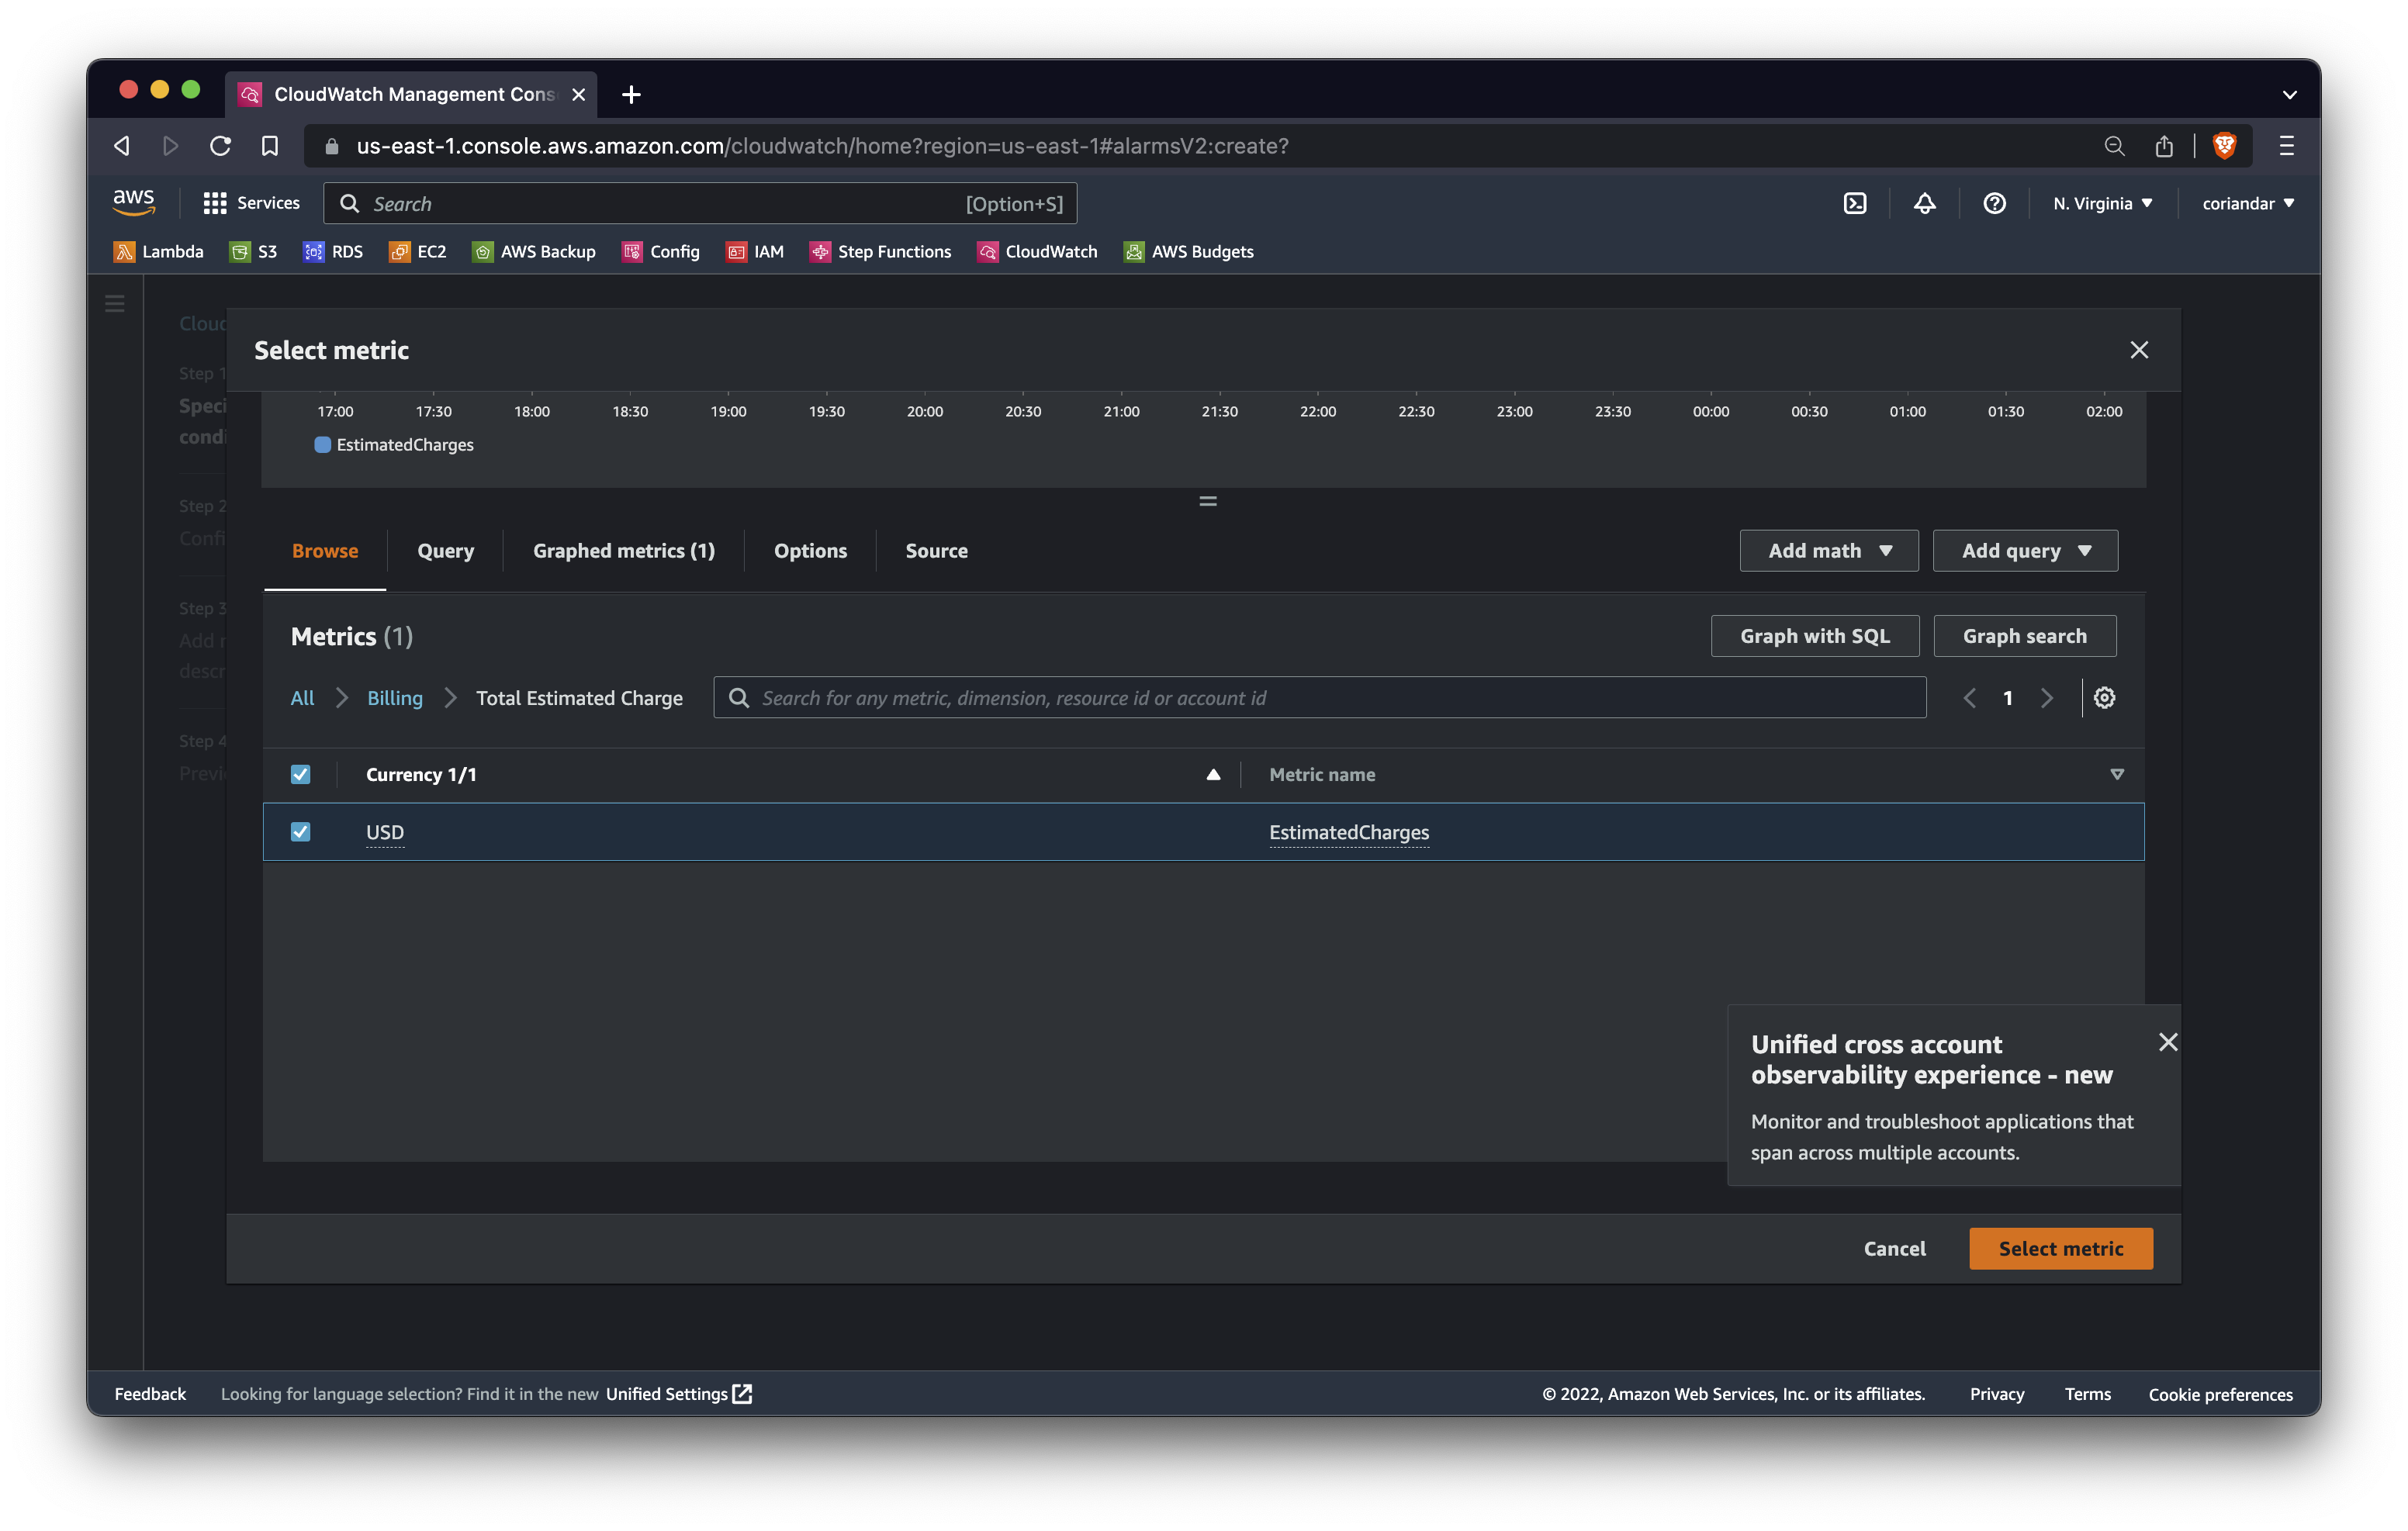 CloudWatch Management Cons
us-east-1.console.aws.amazon.com/cloudwatch/home?region=us-east-1#alarmsV2:create?
aws Services Search [Option+S] N. Virginia coriandar
Lambda S3 RDS EC2 AWS Backup Config IAM Step Functions CloudWatch AWS Budgets
Cloud
Select metric
Step 1
Speci
condi
17:00 17:30 18:00 18:30 19:00 19:30 20:00 20:30 21:00 21:30 22:00 22:30 23:00 23:30 00:00 00:30 01:00 01:30 02:00
EstimatedCharges
Step 2
Confi
Browse Query Graphed metrics (1) Options Source Add math Add query
Step 3
Add n
descr
Metrics (1) Graph with SQL Graph search
All Billing Total Estimated Charge Search for any metric, dimension, resource id or account id 1
Step 4
Previ
Currency 1/1 Metric name
USD EstimatedCharges
Unified cross account
observability experience - new
Monitor and troubleshoot applications that
span across multiple accounts.
Cancel Select metric
Feedback Looking for language selection? Find it in the new Unified Settings © 2022, Amazon Web Services, Inc. or its affiliates. Privacy Terms Cookie preferences